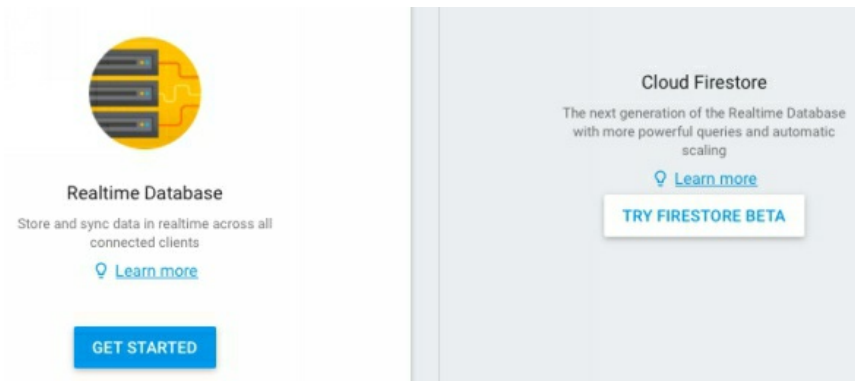 Realtime Database
Store and sync data in realtime across all
connected clients
Learn more
GET STARTED
Cloud Firestore
The next generation of the Realtime Database
with more powerful queries and automatic
scaling
Learn more
TRY FIRESTORE BETA